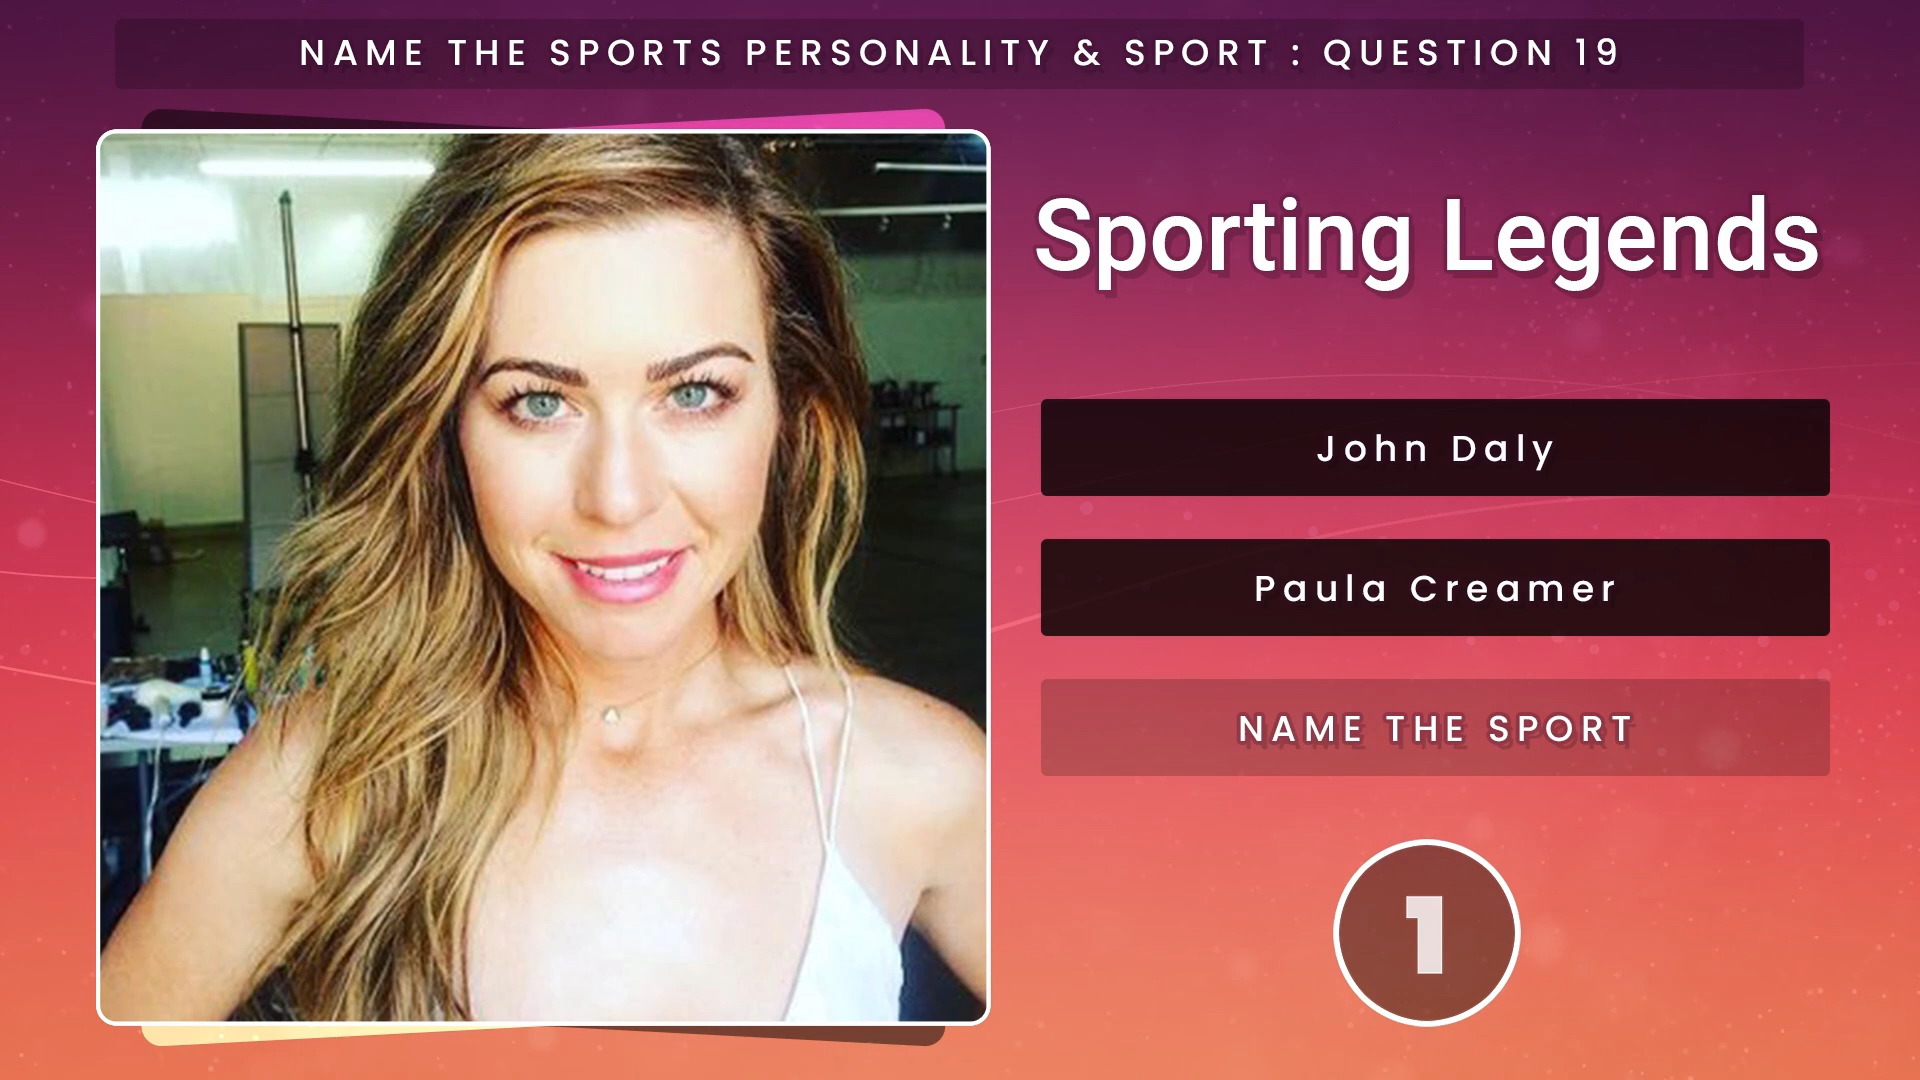 NAME THE SPORTS PERSONALITY & SPORT : QUESTION 19
Sporting Legends
John Daly
Paula Creamer
NAME THE SPORT
1